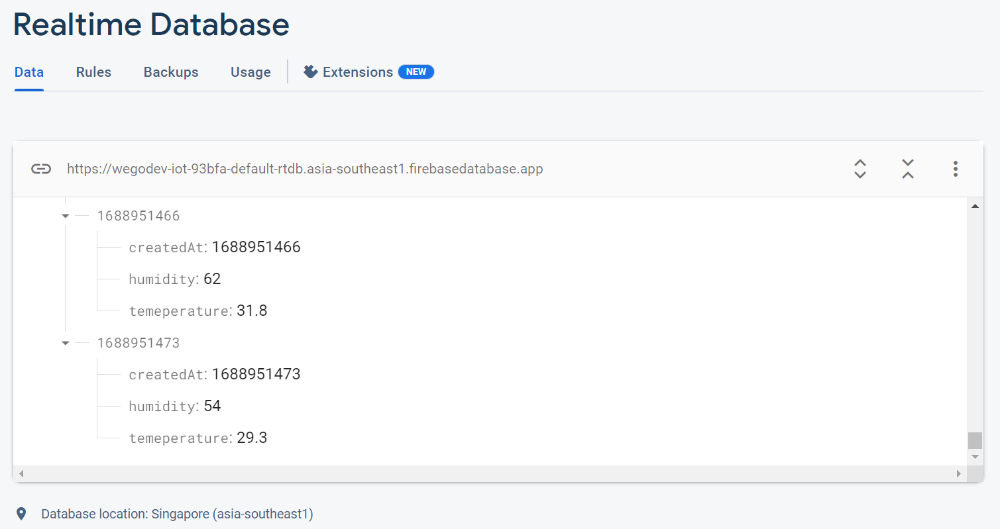 Realtime Database
Data Rules Backups Usage Extensions NEW
https://wegodev-iot-93bfa-default-rtdb.asia-southeast1.firebasedatabase.app
1688951466
createdAt: 1688951466
humidity: 62
temeperature: 31.8
1688951473
createdAt: 1688951473
humidity: 54
temeperature: 29.3
Database location: Singapore (asia-southeast1)